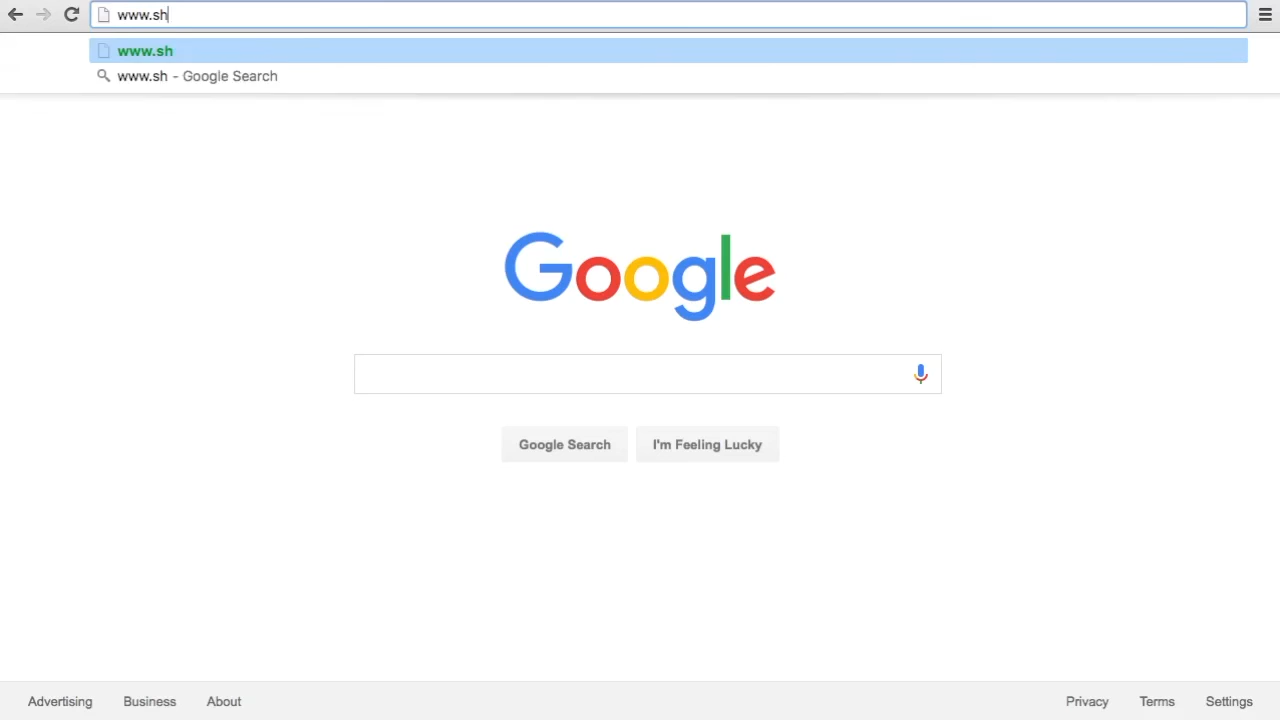 www.sh
www.sh
www.sh - Google Search
Google
Google Search I'm Feeling Lucky
Advertising Business About Privacy Terms Settings